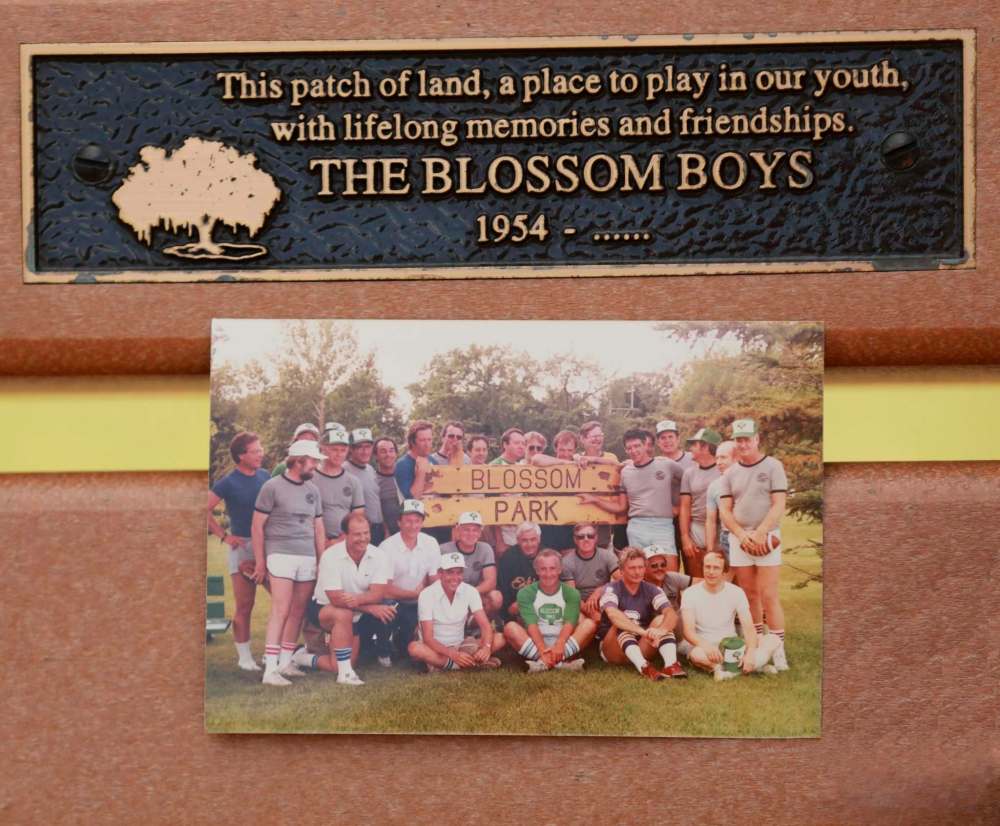 This patch of land, a place to play in our youth,
with lifelong memories and friendships.
THE BLOSSOM BOYS
1954 - ......
BLOSSOM
PARK